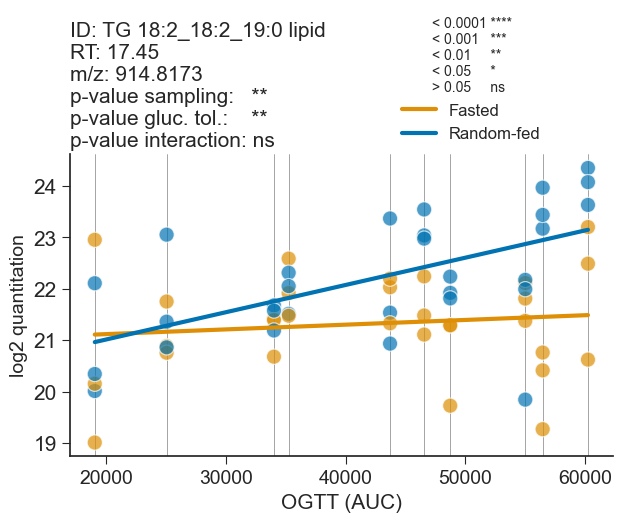 ID: TG 18:2_18:2_19:0 lipid
RT: 17.45
m/z: 914.8173
p-value sampling: **
p-value gluc. tol.: **
p-value interaction: ns
< 0.0001 ****
< 0.001 ***
< 0.01 **
< 0.05 *
> 0.05 ns
Fasted
Random-fed
24
23
22
21
20
19
log2 quantitation
20000 30000 40000 50000 60000
OGTT (AUC)